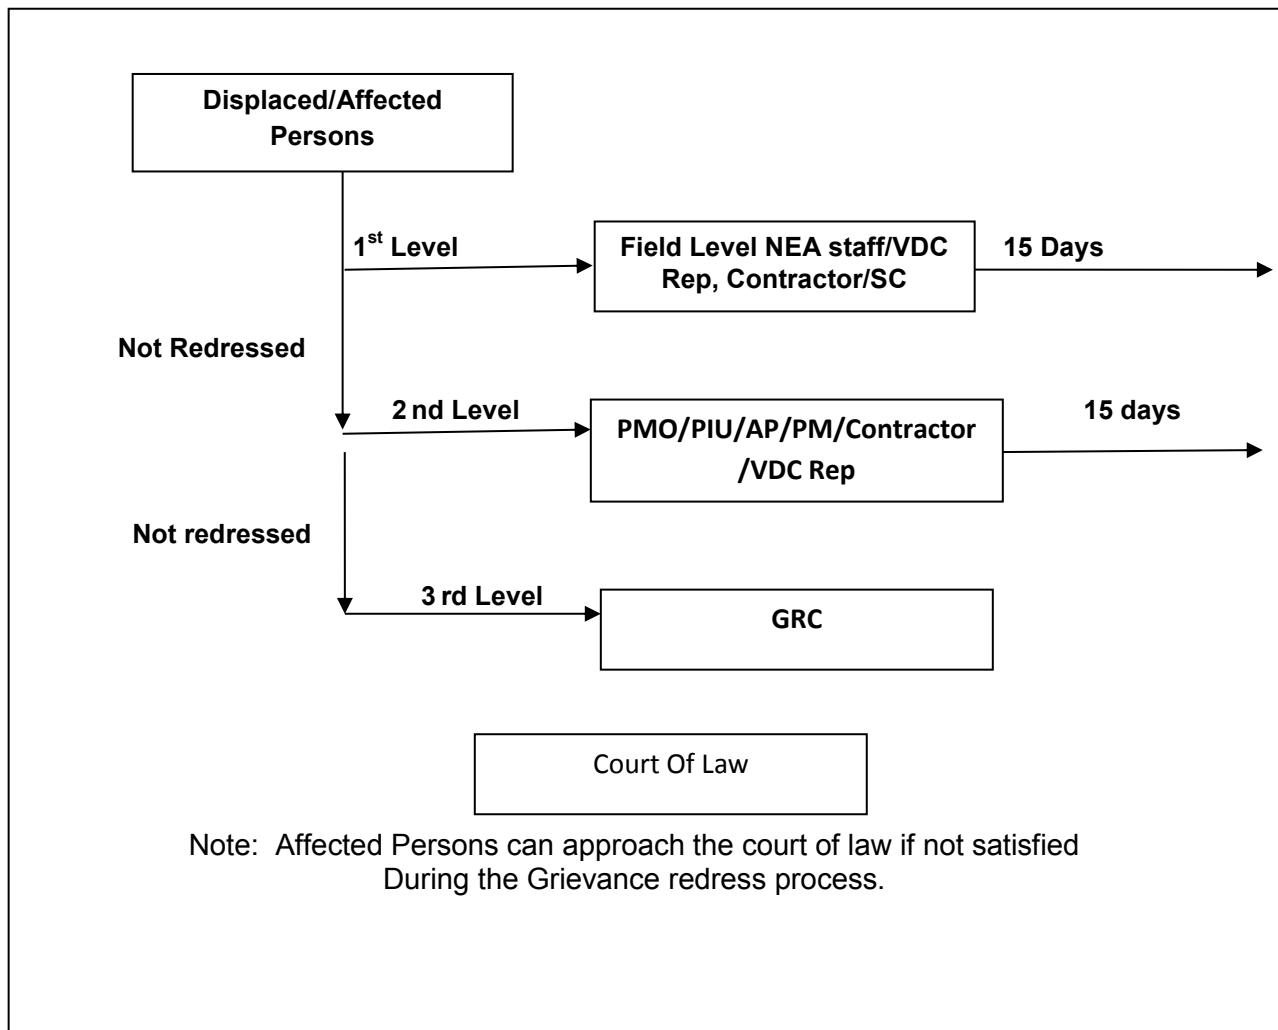 Displaced/Affected
Persons
1st Level
Field Level NEA staff/VDC
Rep, Contractor/SC
15 Days
Not Redressed
2 nd Level
PMO/PIU/AP/PM/Contractor
/VDC Rep
15 days
Not redressed
3 rd Level
GRC
Court Of Law
Note: Affected Persons can approach the court of law if not satisfied
During the Grievance redress process.